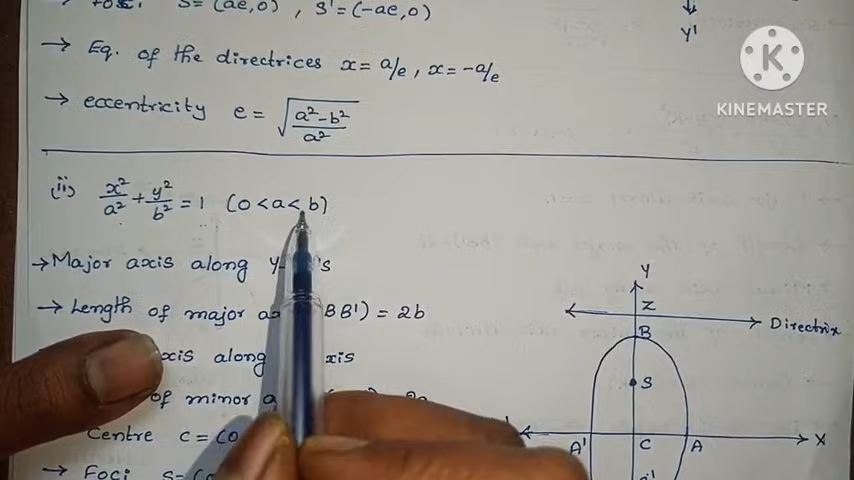 → foci S = (ae,0) , S' = (-ae,0)
→ Eq. of the directrices x = a/e , x = -a/e
→ eccentricity e = √((a²-b²)/a²)
(ii) x²/a² + y²/b² = 1 (0 < a < b)
→ Major axis along Y- 's
→ Length of major a BB') = 2b
xis along xis
of minor a
Centre C = (0
→ Foci S = (0
Y'
KINEMASTER
Y
Z
Directrix
B
S
A'
C
A
X